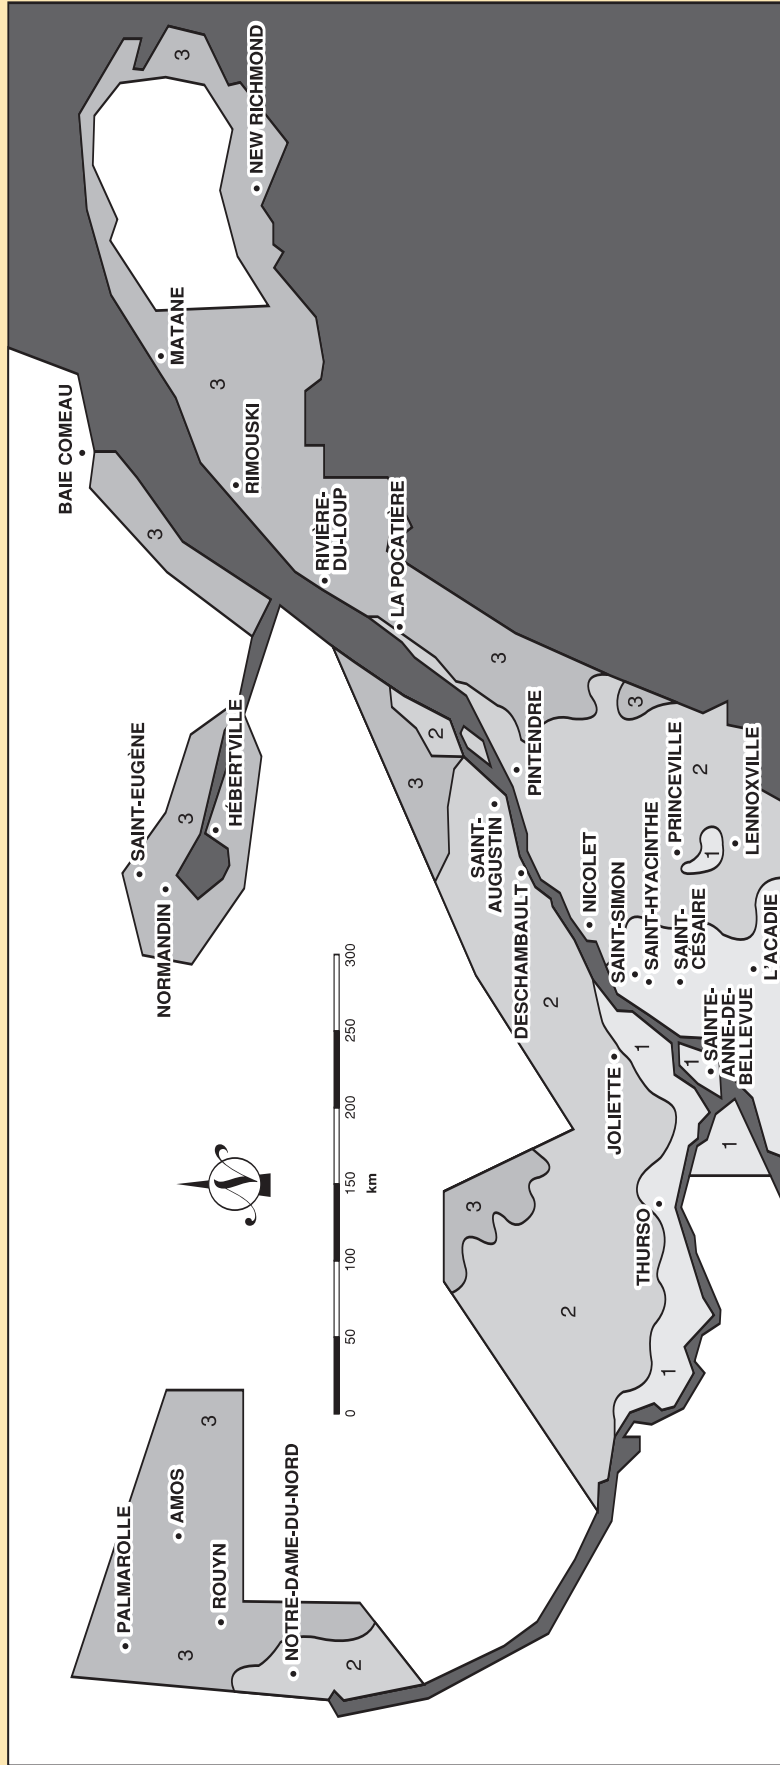 BAIE COMEAU
3
NEW RICHMOND
MATANE
3
RIMOUSKI
3
RIVIÈRE-
DU-LOUP
LA POCATIÈRE
SAINT-EUGÈNE
3
HÉBERTVILLE
NORMANDIN
3
2
3
3
PINTENDRE
SAINT-
AUGUSTIN
DESCHAMBAULT
2
NICOLET
PRINCEVILLE
2
1
LENNOXVILLE
SAINT-SIMON
SAINT-HYACINTHE
SAINT-
CÉSAIRE
L'ACADIE
JOLIETTE
1
1
SAINTE-
ANNE-DE-
BELLEVUE
1
0
50
100
150
200
250
300
km
3
2
THURSO
1
PALMAROLLE
AMOS
3
ROUYN
3
NOTRE-DAME-DU-NORD
2